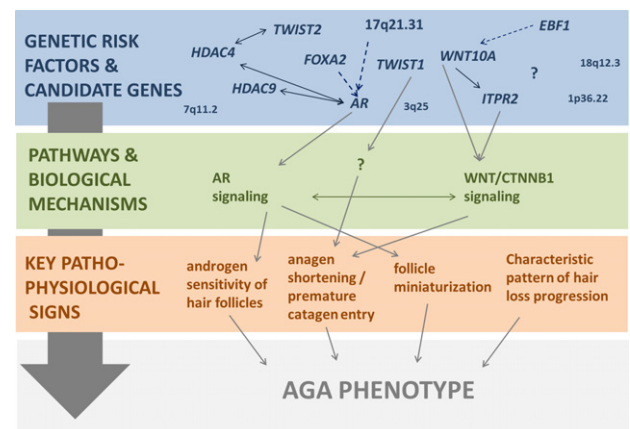 GENETIC RISK
FACTORS &
CANDIDATE GENES
TWIST2
17q21.31
EBF1
HDAC4
FOXA2
TWIST1
WNT10A
?
18q12.3
HDAC9
AR
ITPR2
7q11.2
3q25
1p36.22
PATHWAYS &
BIOLOGICAL
MECHANISMS
AR
signaling
?
WNT/CTNNB1
signaling
KEY PATHO-
PHYSIOLOGICAL
SIGNS
androgen
sensitivity of
hair follicles
anagen
shortening /
premature
catagen entry
follicle
miniaturization
Characteristic
pattern of hair
loss progression
AGA PHENOTYPE